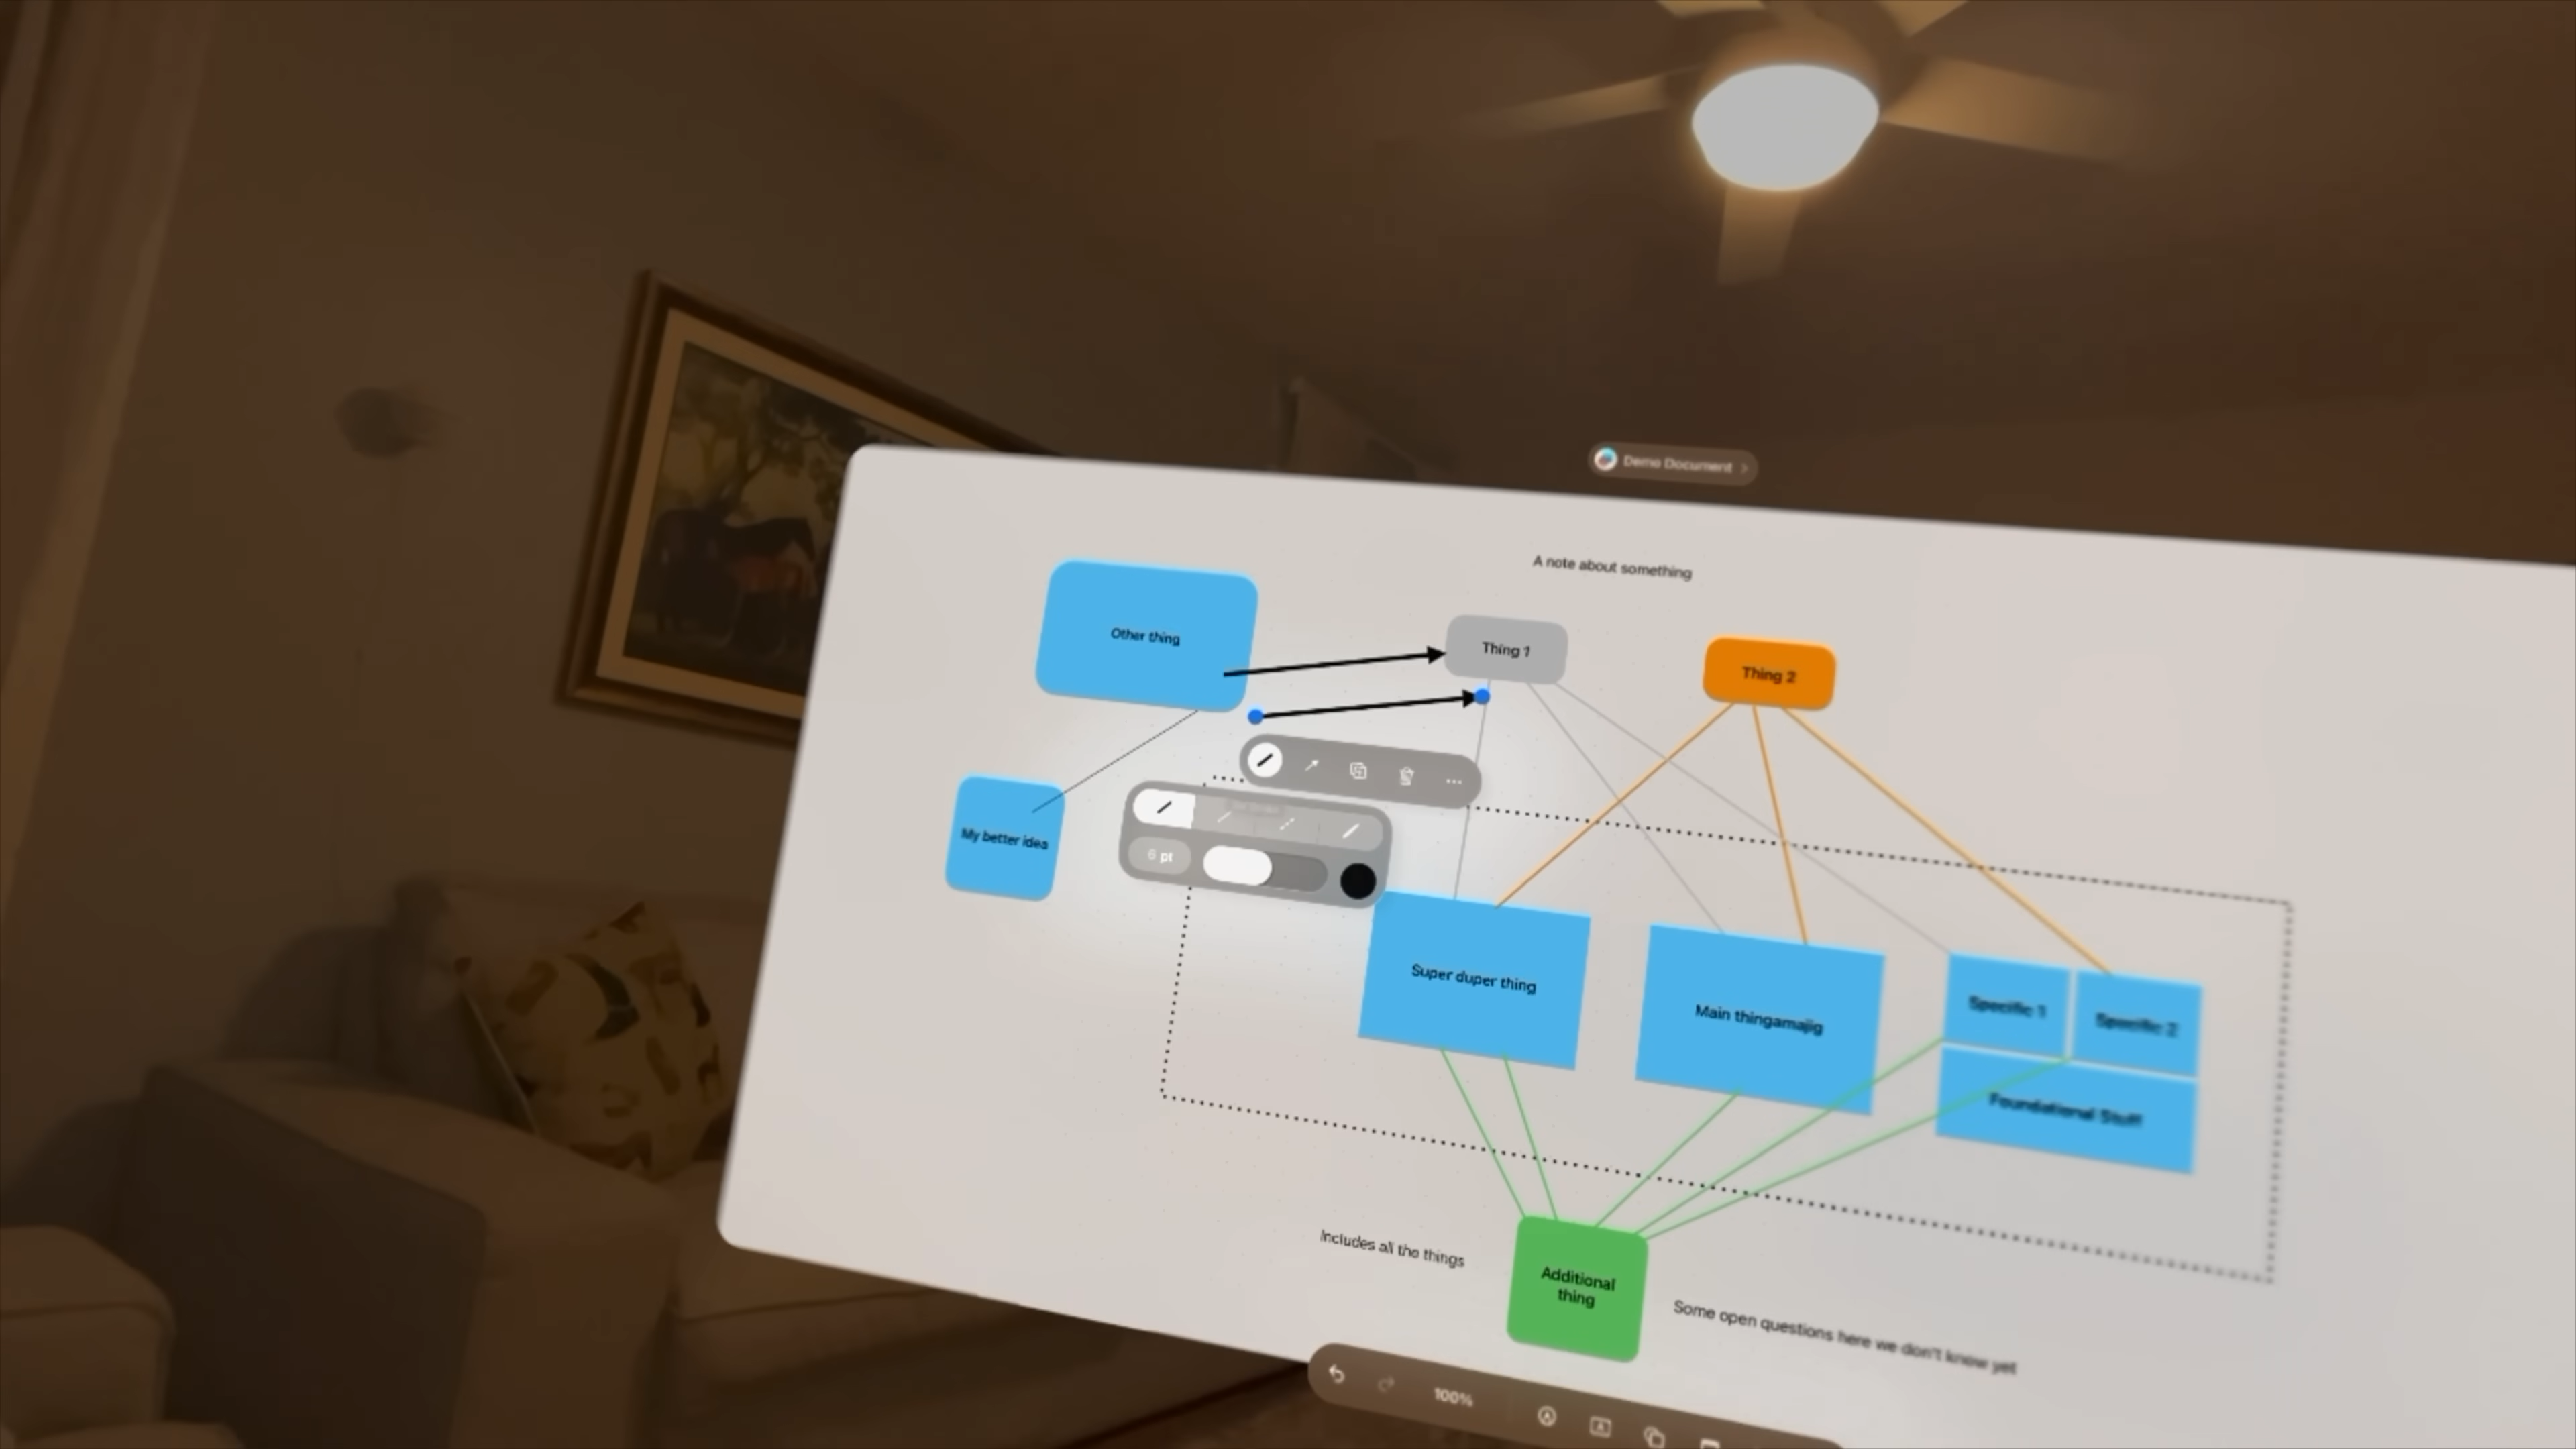 Demo Document
A note about something
Other thing
Thing 1
Thing 2
My better idea
6 pt
Super duper thing
Main thingamajig
Specific 1
Specific 2
Foundational Stuff
Includes all the things
Additional
thing
Some open questions here we don't know yet
100%